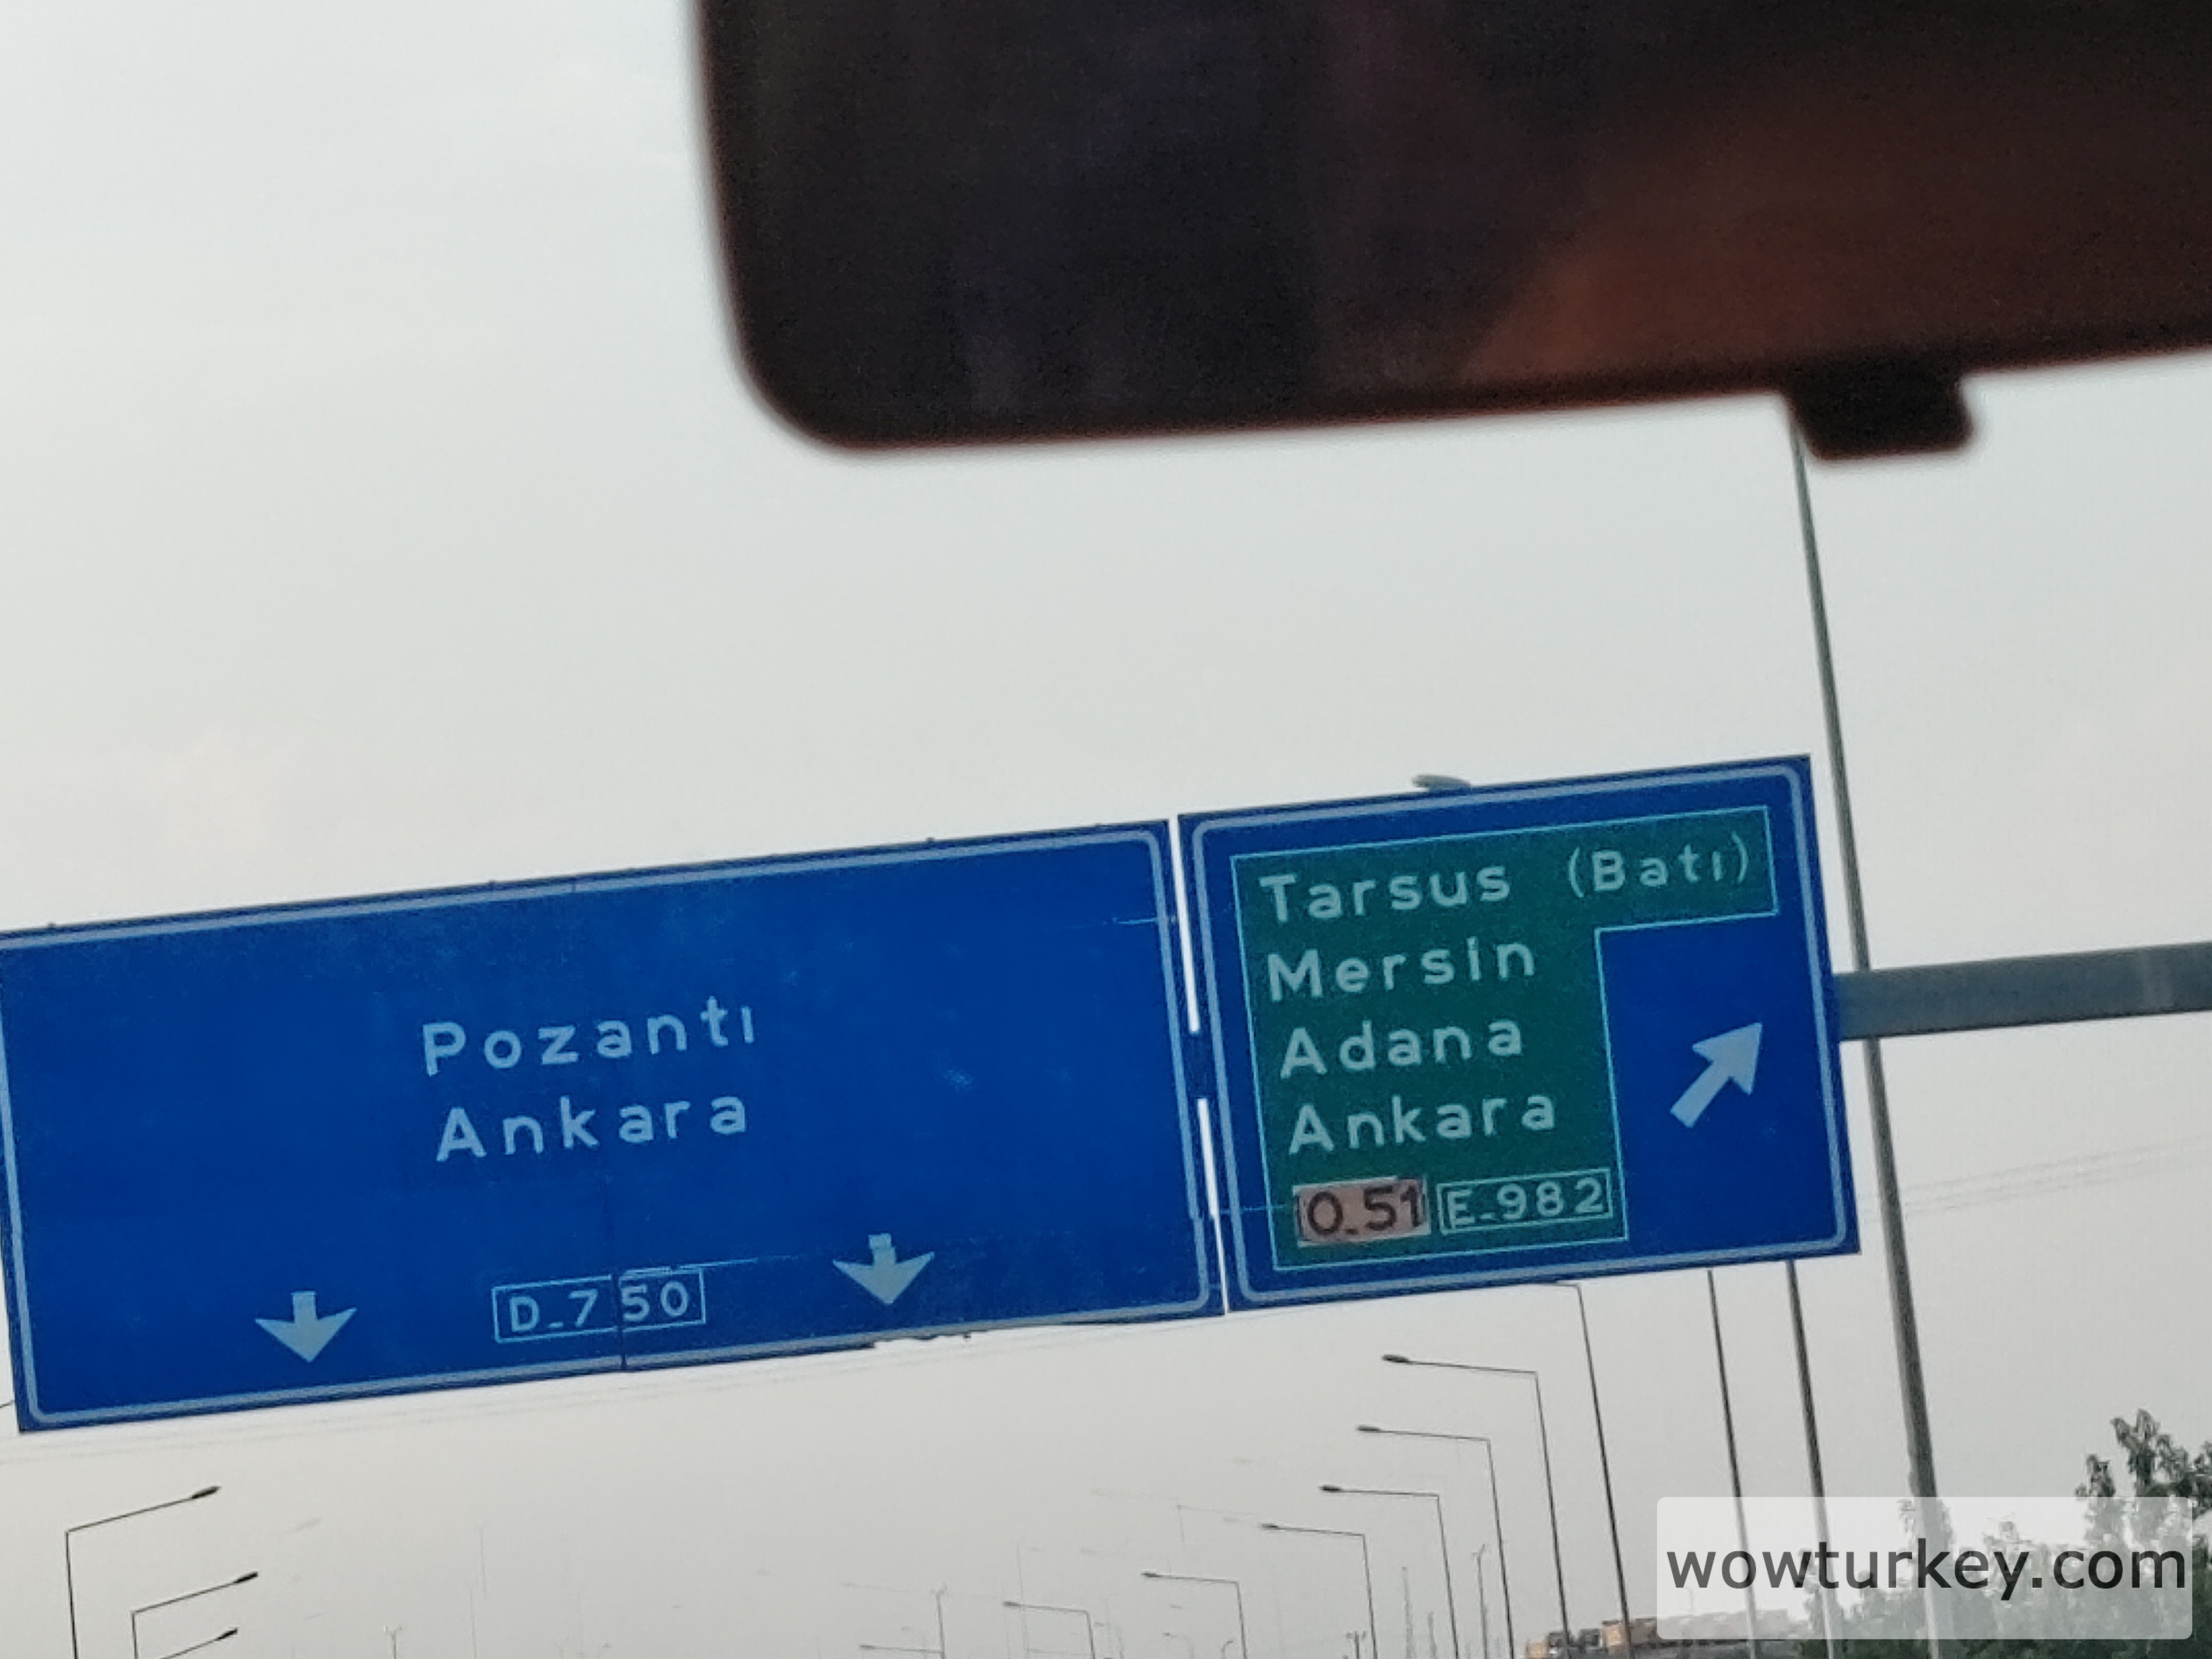 Pozantı
Ankara
D-750
Tarsus (Batı)
Mersin
Adana
Ankara
O-51 E-982
wowturkey.com